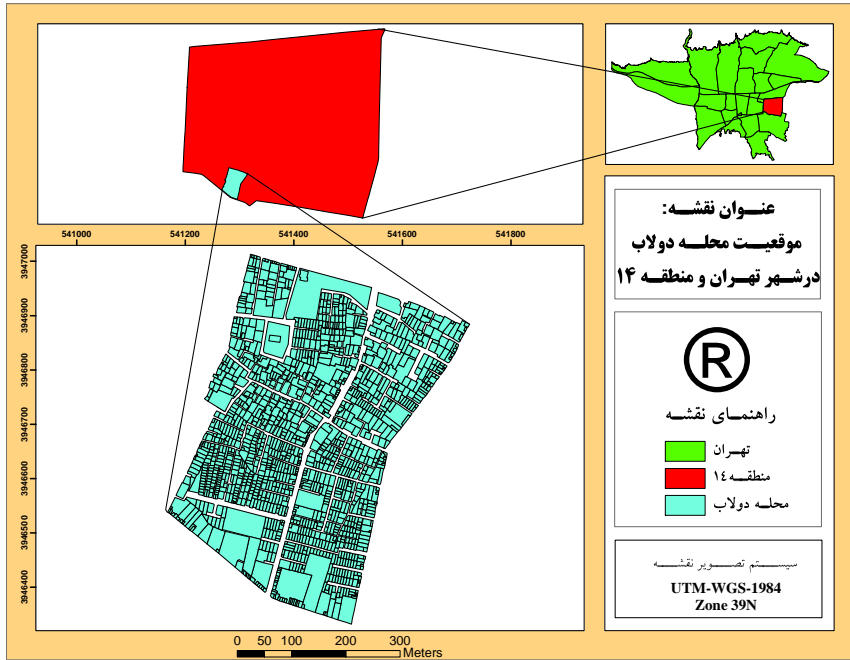 عنوان نقشه:
موقعیت محله دولاب
درشهر تهران و منطقه ۱۴
®
راهنمای نقشه
تهران
منطقه ۱۴
محله دولاب
سیستم تصویر نقشه
UTM-WGS-1984
Zone 39N
541000 541200 541400 541600 541800
3947000
3946900
3946800
3946700
3946600
3946500
3946400
0 50 100 200 300
Meters